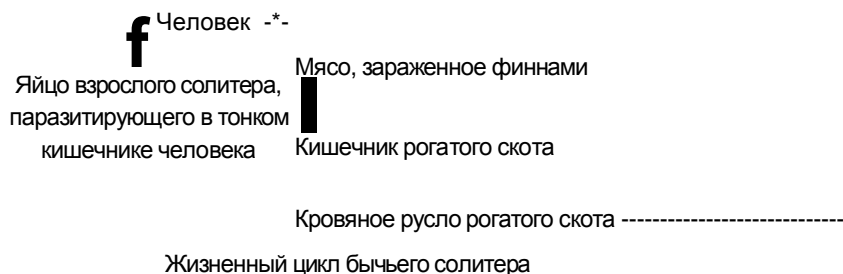 f Человек -*-
Мясо, зараженное финнами
Яйцо взрослого солитера,
паразитирующего в тонком
кишечнике человека
Кишечник рогатого скота
Кровяное русло рогатого скота -----------------------------
Жизненный цикл бычьего солитера